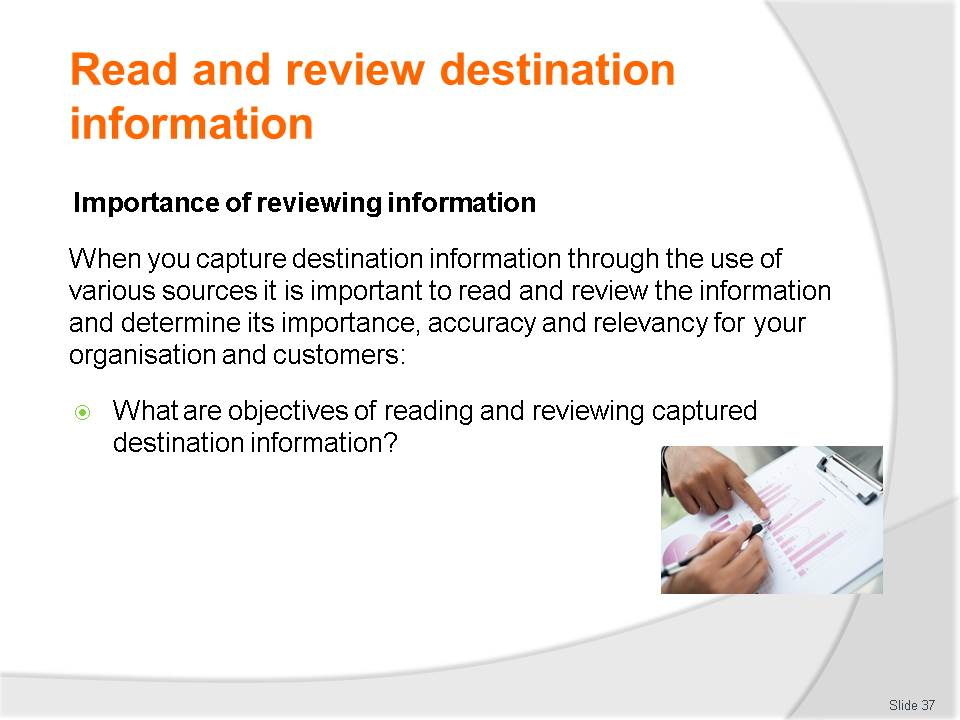 Read and review destination
information
Importance of reviewing information
When you capture destination information through the use of
various sources it is important to read and review the information
and determine its importance, accuracy and relevancy for your
organisation and customers:
What are objectives of reading and reviewing captured
destination information?
Slide 37